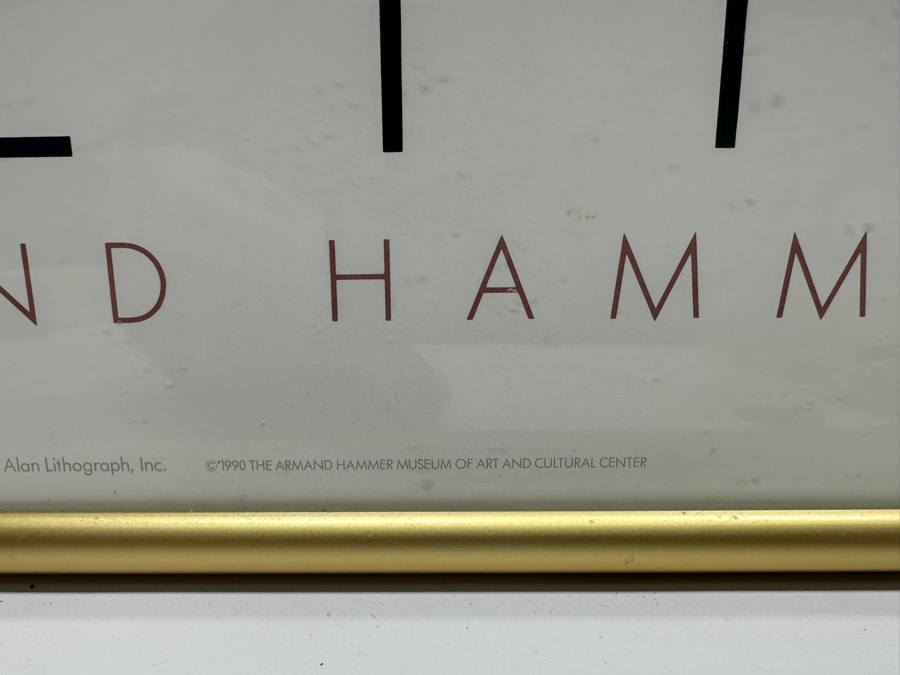 ND HAMM
Alan Lithograph, Inc. ©1990 THE ARMAND HAMMER MUSEUM OF ART AND CULTURAL CENTER